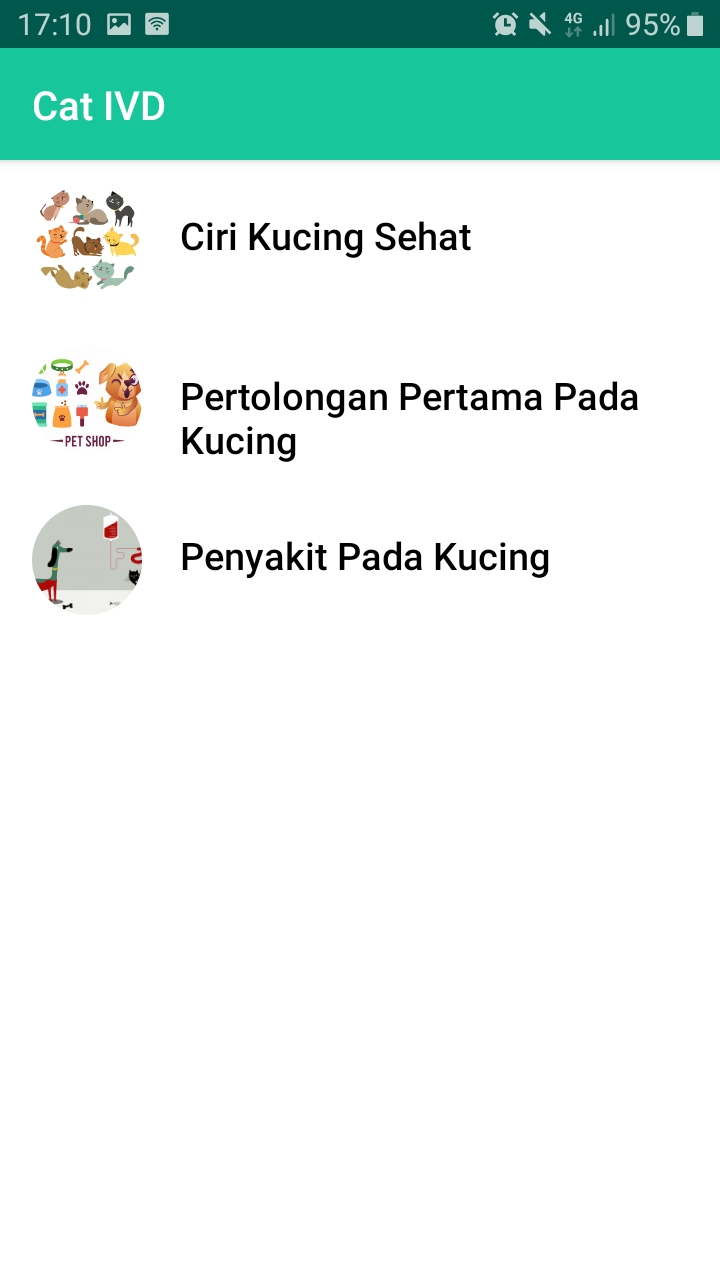 17:10
4G
95%
Cat IVD
Ciri Kucing Sehat
Pertolongan Pertama Pada
Kucing
PET SHOP
Penyakit Pada Kucing